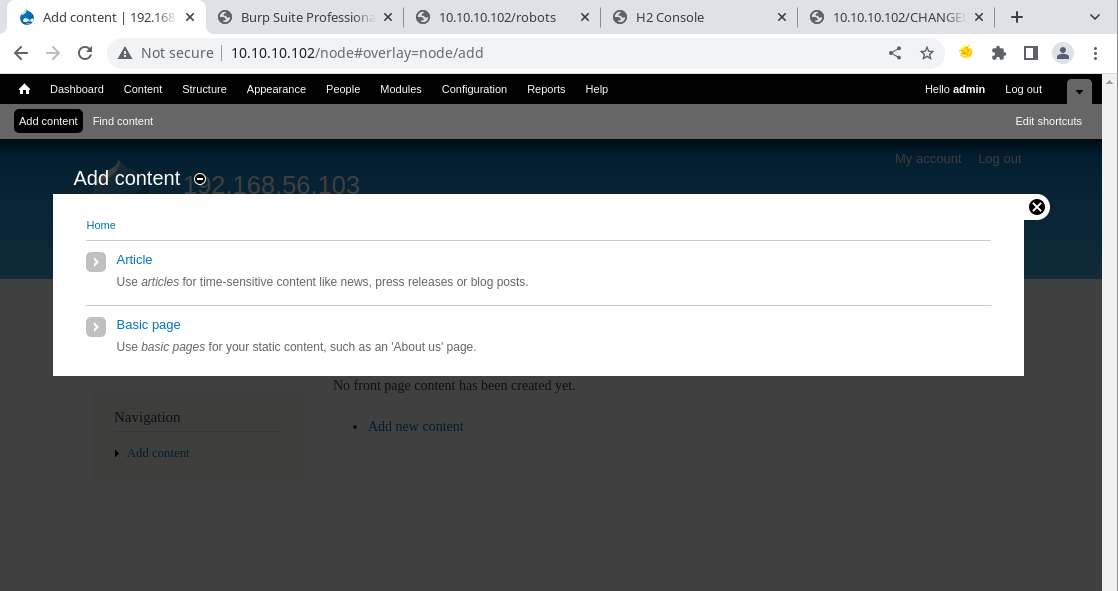 Add content | 192.168
Burp Suite Professiona
10.10.10.102/robots
H2 Console
10.10.10.102/CHANGEL
Not secure
10.10.10.102/node#overlay=node/add
Dashboard Content Structure Appearance People Modules Configuration Reports Help Hello admin Log out
Add content Find content Edit shortcuts
My account Log out
Add content
192.168.56.103
Home
Article
Use articles for time-sensitive content like news, press releases or blog posts.
Basic page
Use basic pages for your static content, such as an 'About us' page.
No front page content has been created yet.
Navigation
Add new content
Add content